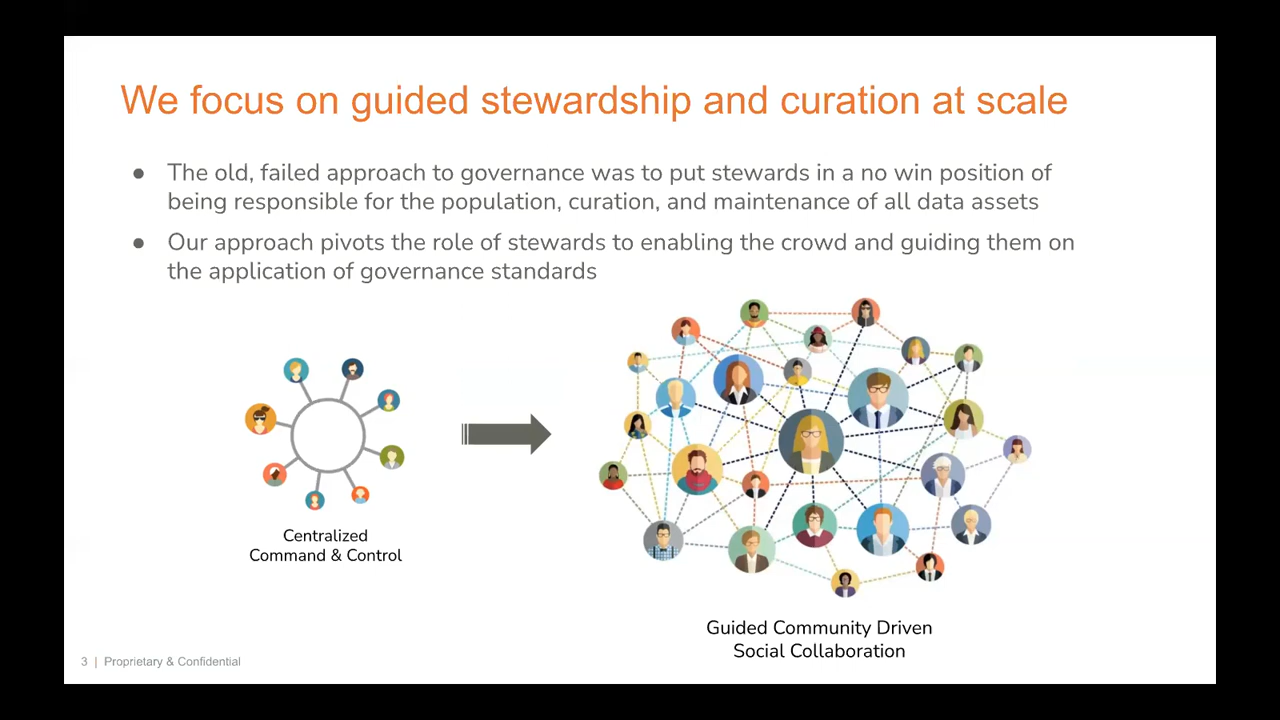 We focus on guided stewardship and curation at scale
● The old, failed approach to governance was to put stewards in a no win position of
being responsible for the population, curation, and maintenance of all data assets
● Our approach pivots the role of stewards to enabling the crowd and guiding them on
the application of governance standards
Centralized
Command & Control
Guided Community Driven
Social Collaboration
3 | Proprietary & Confidential